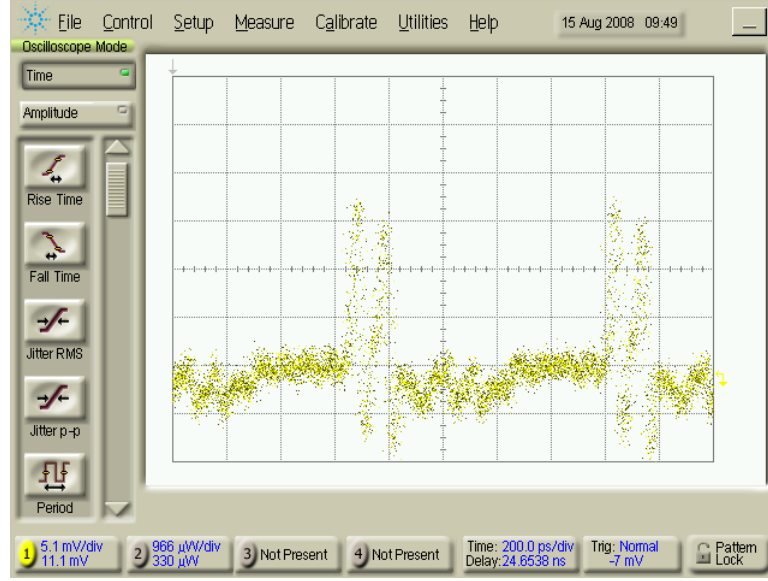 File Control Setup Measure Calibrate Utilities Help 15 Aug 2008 09:49
Oscilloscope Mode
Time
Amplitude
Rise Time
Fall Time
Jitter RMS
Jitter p-p
Period
1 5.1 mV/div
11.1 mV
2 966 µW/div
330 µW
3 Not Present
4 Not Present
Time: 200.0 ps/div
Delay: 24.6538 ns
Trig: Normal
-7 mV
Pattern
Lock